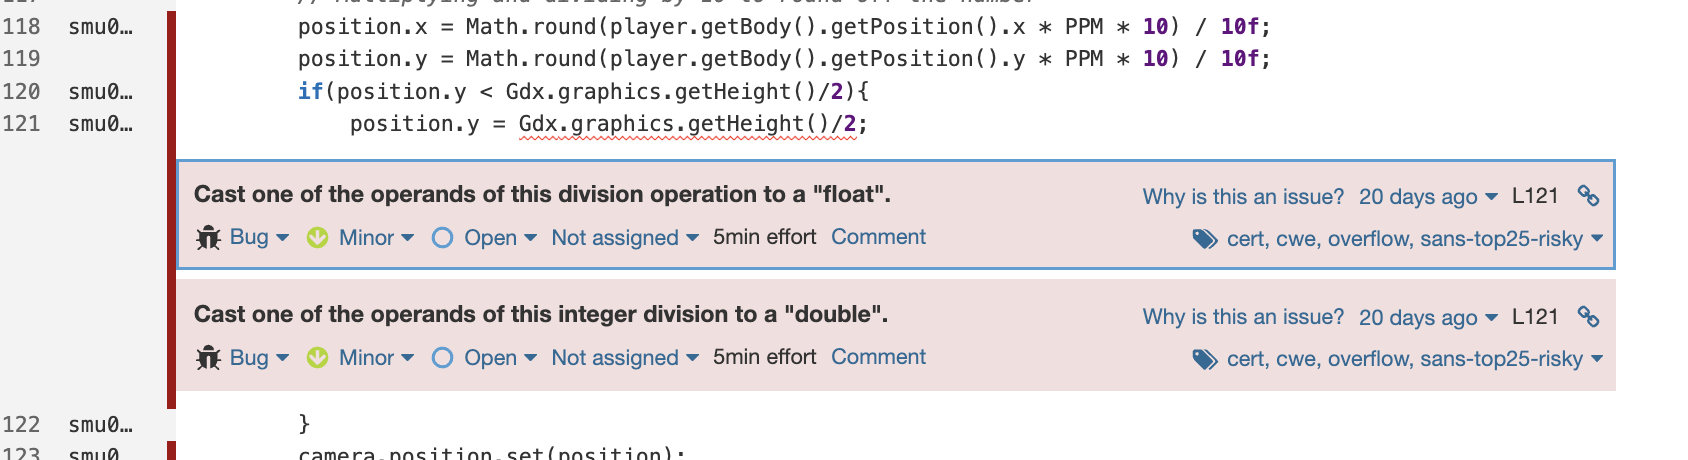 // Multiplying and dividing by 10 to round off the number
118 smu0… position.x = Math.round(player.getBody().getPosition().x * PPM * 10) / 10f;
119 position.y = Math.round(player.getBody().getPosition().y * PPM * 10) / 10f;
120 smu0… if(position.y < Gdx.graphics.getHeight()/2){
121 smu0… position.y = Gdx.graphics.getHeight()/2;
Cast one of the operands of this division operation to a "float". Why is this an issue? 20 days ago L121
Bug Minor Open Not assigned 5min effort Comment cert, cwe, overflow, sans-top25-risky
Cast one of the operands of this integer division to a "double". Why is this an issue? 20 days ago L121
Bug Minor Open Not assigned 5min effort Comment cert, cwe, overflow, sans-top25-risky
122 smu0… }
123 smu0 camera.position.set(position);